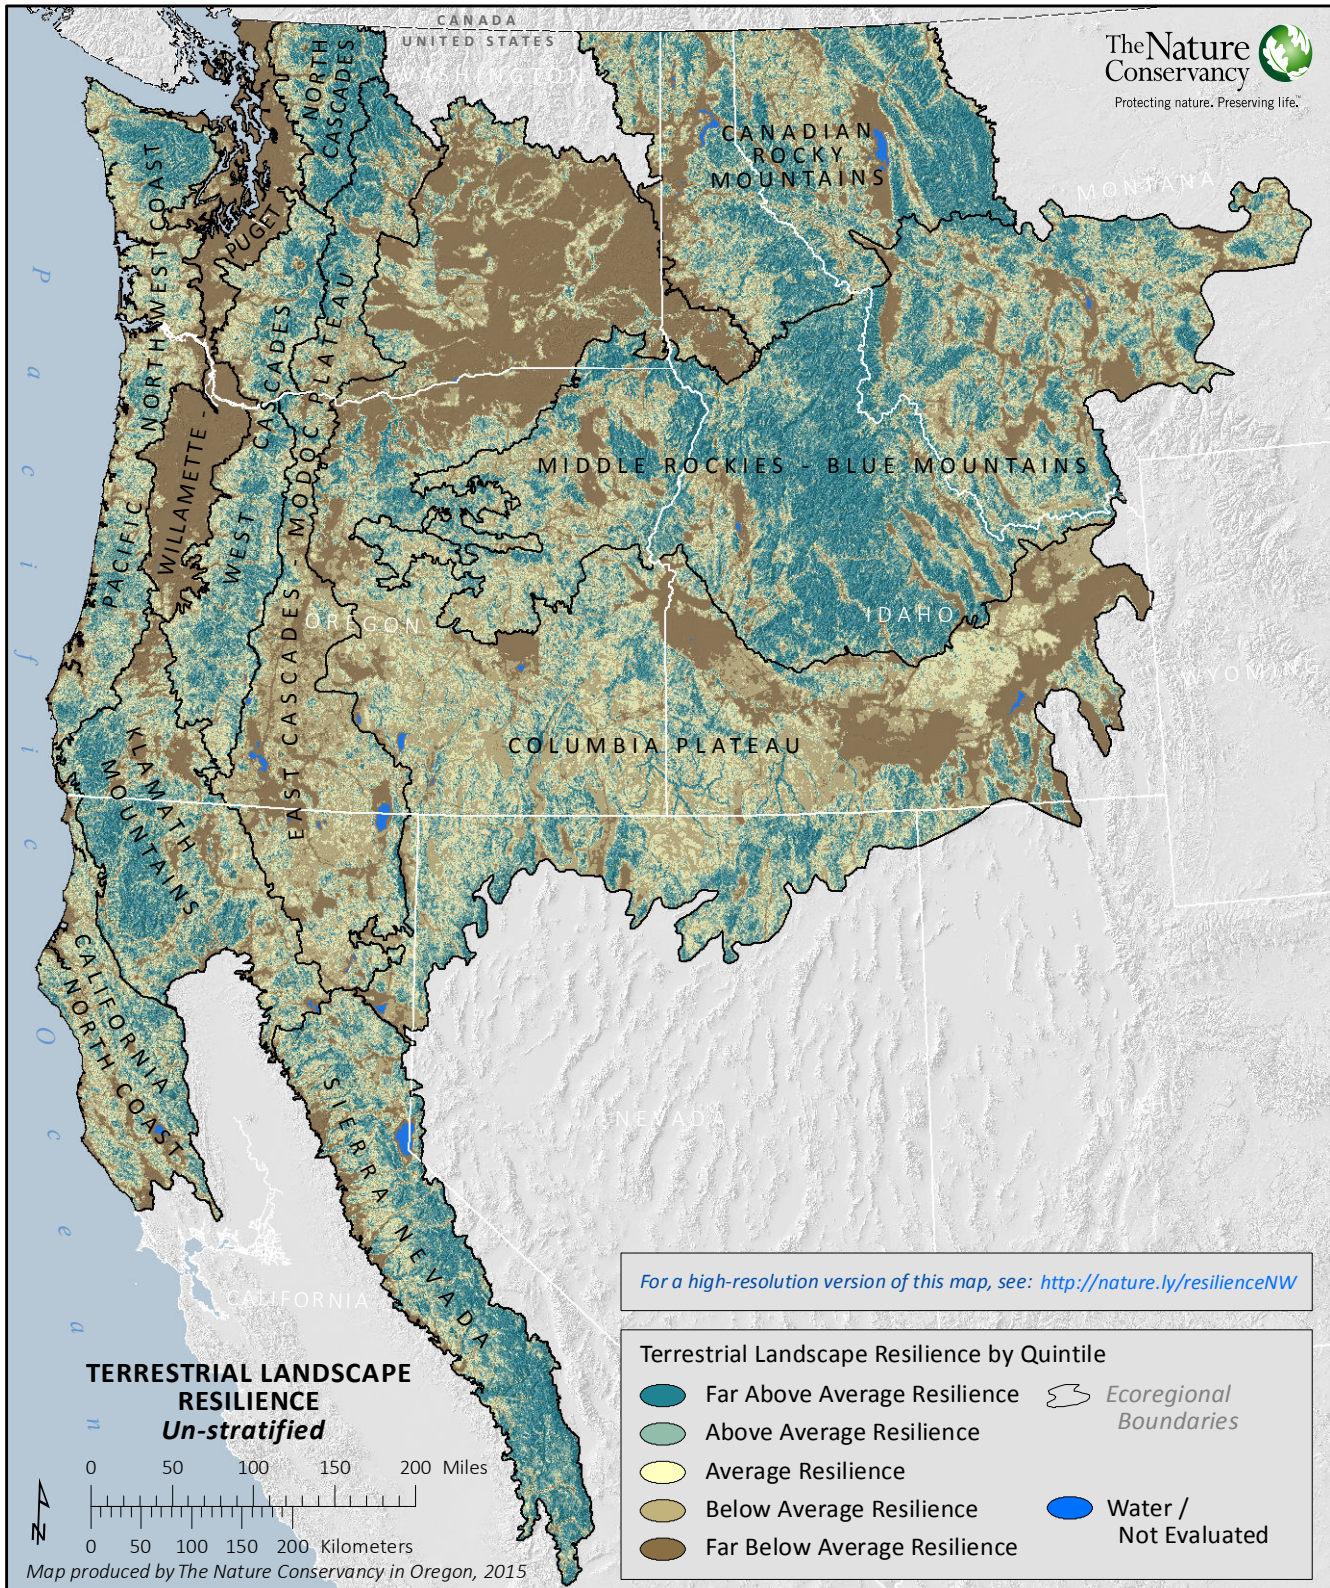 CANADA
UNITED STATES
WASHINGTON
The Nature
Conservancy
Protecting nature. Preserving life.™
NORTH
CASCADES
CANADIAN
ROCKY
MOUNTAINS
MONTANA
PUGET
WILLAMETTE -
PACIFIC NORTHWEST COAST
WEST CASCADES
EAST CASCADES - MODOC PLATEAU
MIDDLE ROCKIES - BLUE MOUNTAINS
OREGON
IDAHO
WYOMING
COLUMBIA PLATEAU
KLAMATH
MOUNTAINS
CALIFORNIA
NORTH COAST
SIERRA NEVADA
NEVADA
CALIFORNIA
Pacific Ocean
For a high-resolution version of this map, see: http://nature.ly/resilienceNW
TERRESTRIAL LANDSCAPE
RESILIENCE
Un-stratified
0 50 100 150 200 Miles
0 50 100 150 200 Kilometers
N
Map produced by The Nature Conservancy in Oregon, 2015
Terrestrial Landscape Resilience by Quintile
Far Above Average Resilience
Above Average Resilience
Average Resilience
Below Average Resilience
Far Below Average Resilience
Ecoregional
Boundaries
Water /
Not Evaluated